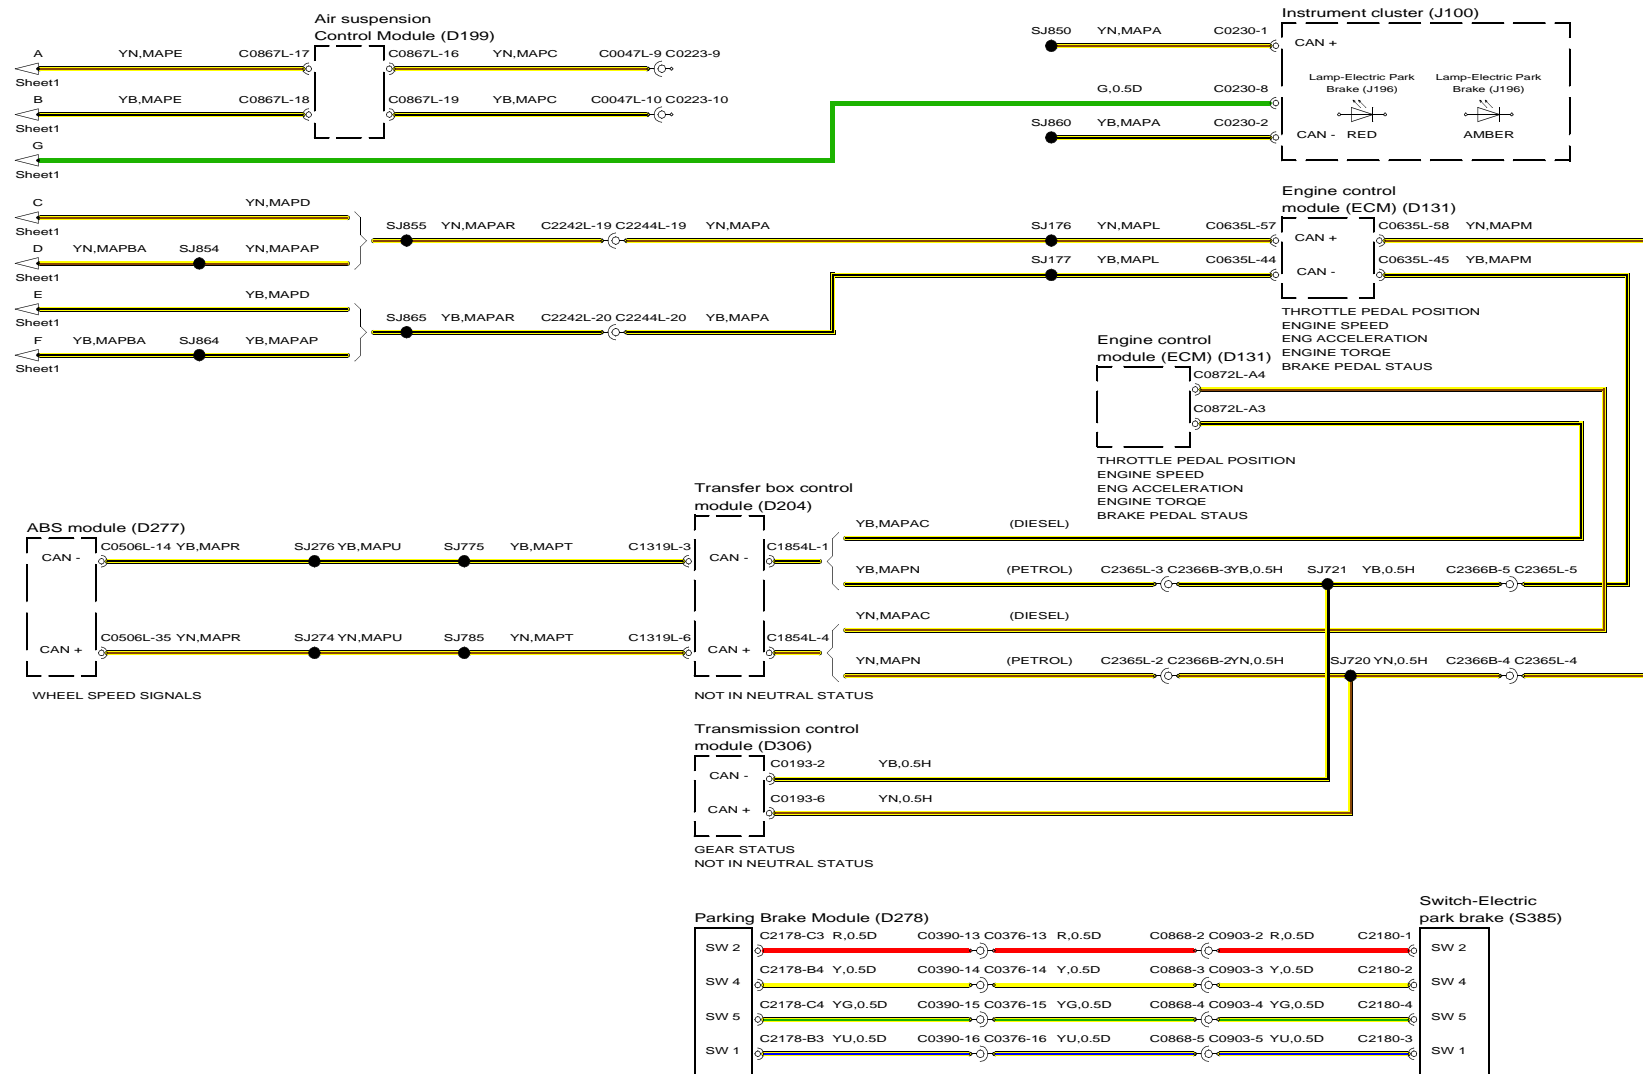 Air suspension
Control Module (D199)
A YN,MAPE C0867L-17 C0867L-16 YN,MAPC C0047L-9 C0223-9
Sheet1
B YB,MAPE C0867L-18 C0867L-19 YB,MAPC C0047L-10 C0223-10
Sheet1
G
Sheet1
Instrument cluster (J100)
SJ850 YN,MAPA C0230-1
CAN +
Lamp-Electric Park
Brake (J196)
Lamp-Electric Park
Brake (J196)
G,0.5D C0230-8
SJ860 YB,MAPA C0230-2
CAN - RED AMBER
C YN,MAPD
Sheet1
D YN,MAPBA SJ854 YN,MAPAP
Sheet1
SJ855 YN,MAPAR C2242L-19 C2244L-19 YN,MAPA SJ176 YN,MAPL C0635L-57
Engine control
module (ECM) (D131)
CAN +
C0635L-58 YN,MAPM
SJ177 YB,MAPL C0635L-44
CAN -
C0635L-45 YB,MAPM
THROTTLE PEDAL POSITION
ENGINE SPEED
ENG ACCELERATION
ENGINE TORQE
BRAKE PEDAL STAUS
E YB,MAPD
Sheet1
F YB,MAPBA SJ864 YB,MAPAP
Sheet1
SJ865 YB,MAPAR C2242L-20 C2244L-20 YB,MAPA
Engine control
module (ECM) (D131)
C0872L-A4
C0872L-A3
THROTTLE PEDAL POSITION
ENGINE SPEED
ENG ACCELERATION
ENGINE TORQE
BRAKE PEDAL STAUS
ABS module (D277)
CAN -
C0506L-14 YB,MAPR SJ276 YB,MAPU SJ775 YB,MAPT C1319L-3
CAN +
C0506L-35 YN,MAPR SJ274 YN,MAPU SJ785 YN,MAPT C1319L-6
WHEEL SPEED SIGNALS
Transfer box control
module (D204)
CAN -
C1854L-1
CAN +
C1854L-4
NOT IN NEUTRAL STATUS
YB,MAPAC (DIESEL)
YB,MAPN (PETROL) C2365L-3 C2366B-3 YB,0.5H SJ721 YB,0.5H C2366B-5 C2365L-5
YN,MAPAC (DIESEL)
YN,MAPN (PETROL) C2365L-2 C2366B-2 YN,0.5H SJ720 YN,0.5H C2366B-4 C2365L-4
Transmission control
module (D306)
CAN - C0193-2 YB,0.5H
CAN + C0193-6 YN,0.5H
GEAR STATUS
NOT IN NEUTRAL STATUS
Parking Brake Module (D278)
Switch-Electric
park brake (S385)
SW 2 C2178-C3 R,0.5D C0390-13 C0376-13 R,0.5D C0868-2 C0903-2 R,0.5D C2180-1 SW 2
SW 4 C2178-B4 Y,0.5D C0390-14 C0376-14 Y,0.5D C0868-3 C0903-3 Y,0.5D C2180-2 SW 4
SW 5 C2178-C4 YG,0.5D C0390-15 C0376-15 YG,0.5D C0868-4 C0903-4 YG,0.5D C2180-4 SW 5
SW 1 C2178-B3 YU,0.5D C0390-16 C0376-16 YU,0.5D C0868-5 C0903-5 YU,0.5D C2180-3 SW 1